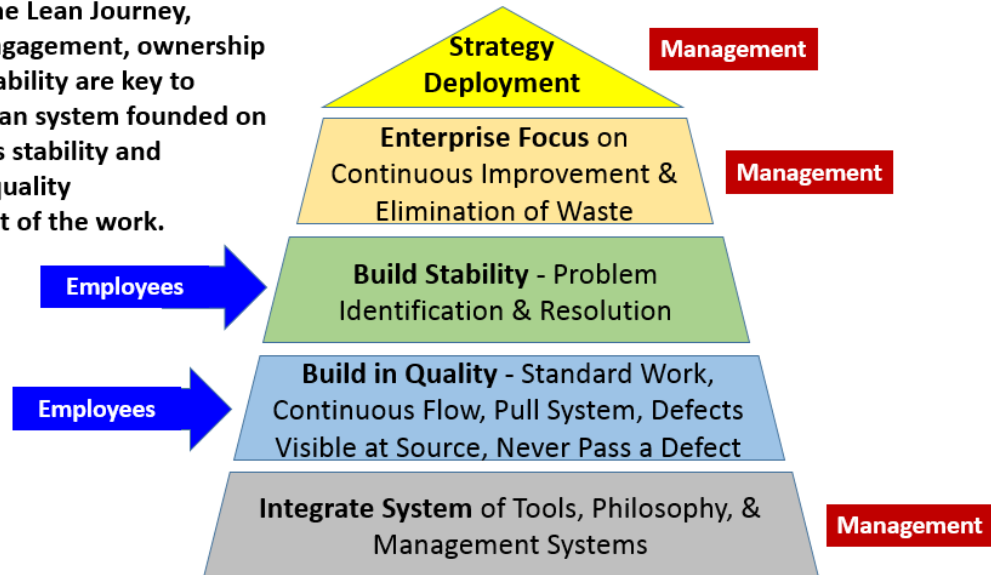 he Lean Journey,
gagement, ownership
ability are key to
an system founded on
s stability and
quality
t of the work.
Strategy
Deployment
Management
Enterprise Focus on
Continuous Improvement &
Elimination of Waste
Management
Employees
Build Stability - Problem
Identification & Resolution
Employees
Build in Quality - Standard Work,
Continuous Flow, Pull System, Defects
Visible at Source, Never Pass a Defect
Integrate System of Tools, Philosophy, &
Management Systems
Management